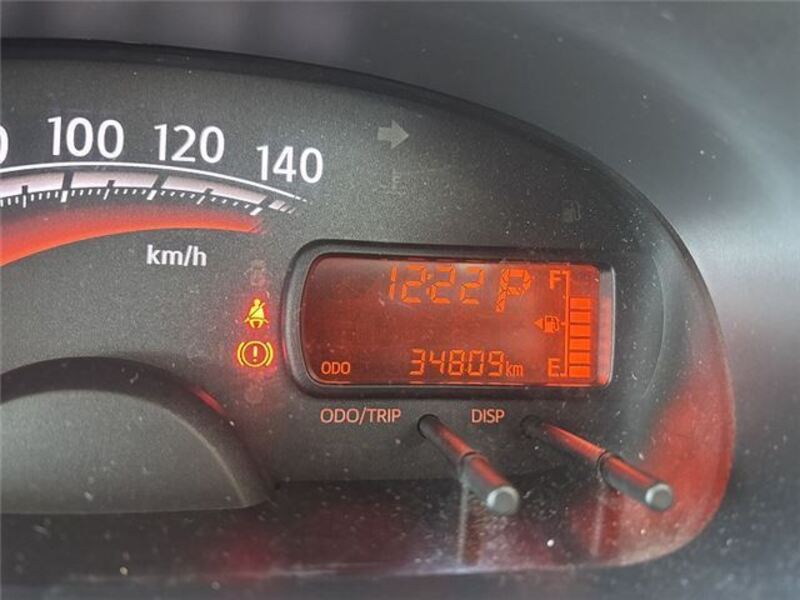 100 120 140
km/h
12:22 P F
ODO 34809km E
ODO/TRIP DISP